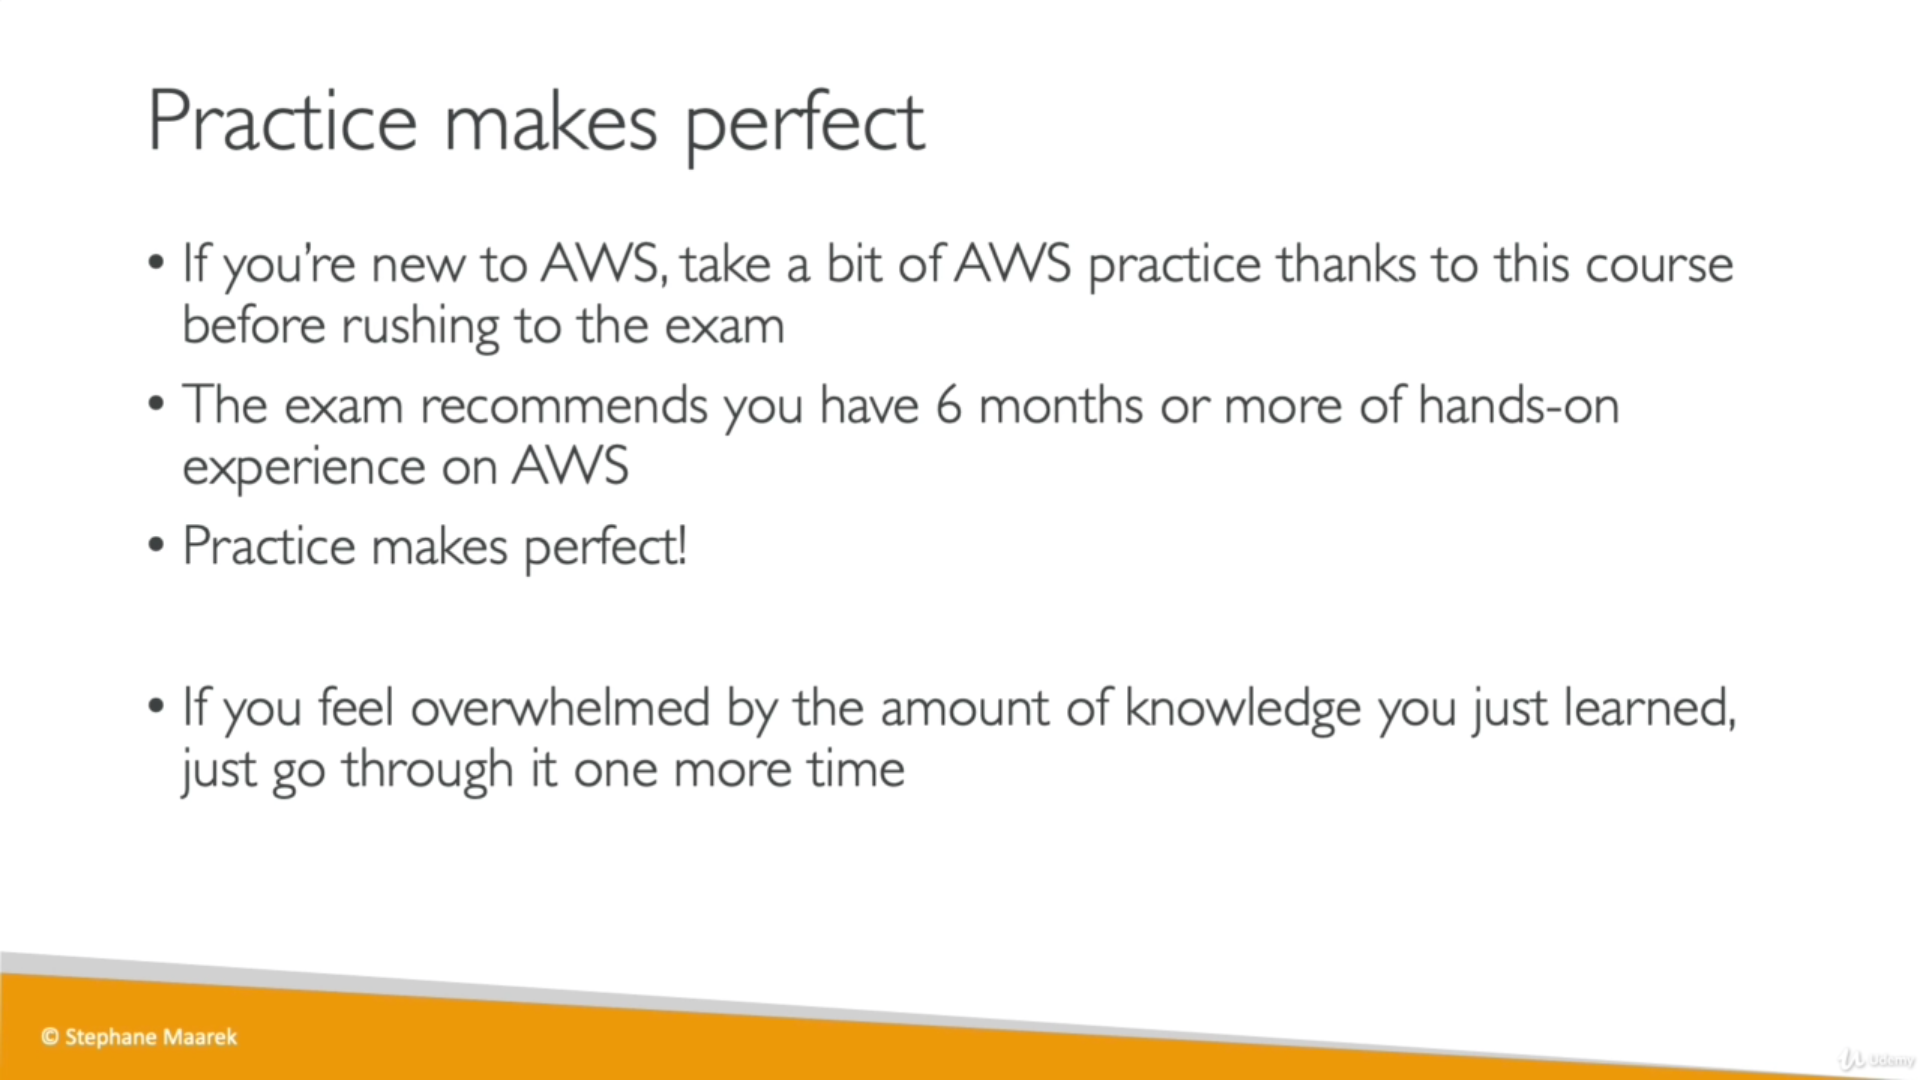 Practice makes perfect
• If you’re new to AWS, take a bit of AWS practice thanks to this course
before rushing to the exam
• The exam recommends you have 6 months or more of hands-on
experience on AWS
• Practice makes perfect!
• If you feel overwhelmed by the amount of knowledge you just learned,
just go through it one more time
© Stephane Maarek
Udemy